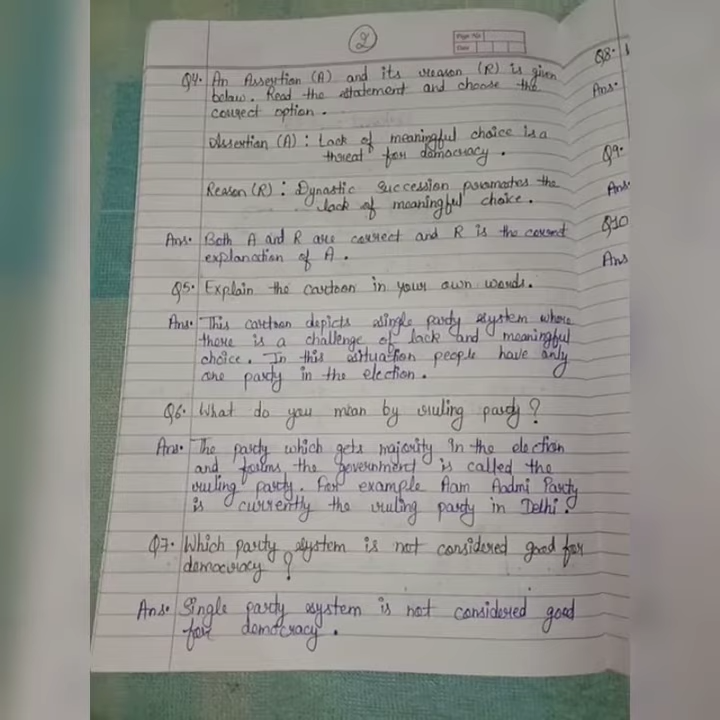 2
Page No.
Date
Q4. An Assertion (A) and its reason (R) is given
below. Read the statement and choose the
correct option.
Assertion (A) : Lack of meaningful choice is a
threat for democracy.
Reason (R) : Dynastic Succession promotes the
lack of meaningful choice.
Ans. Both A and R are correct and R is the correct
explanation of A.
Q5. Explain the cartoon in your own words.
Ans. This cartoon depicts single party system where
there is a challenge of lack and meaningful
choice. In this situation people have only
one party in the election.
Q6. What do you mean by ruling party?
Ans. The party which gets majority in the election
and forms the government is called the
ruling party. For example Aam Aadmi Party
is currently the ruling party in Delhi.
Q7. Which party system is not considered good for
democracy?
Ans. Single party system is not considered good
for democracy.
Q8.
Ans.
Q9.
Ans.
Q10
Ans